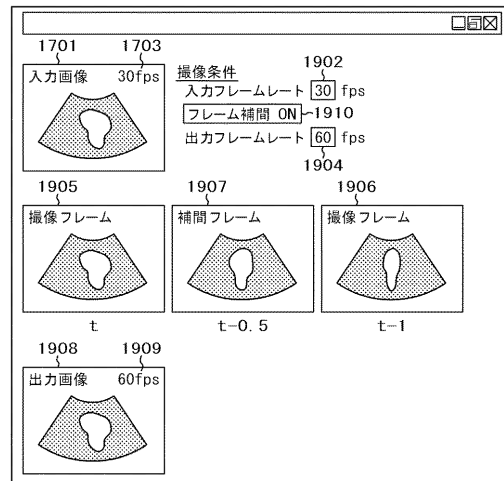 1701 1703
入力画像 30fps
撮像条件
1902
入力フレームレート 30 fps
フレーム補間 ON 1910
出力フレームレート 60 fps
1904
1905 1907 1906
撮像フレーム 補間フレーム 撮像フレーム
t t-0.5 t-1
1908 1909
出力画像 60fps